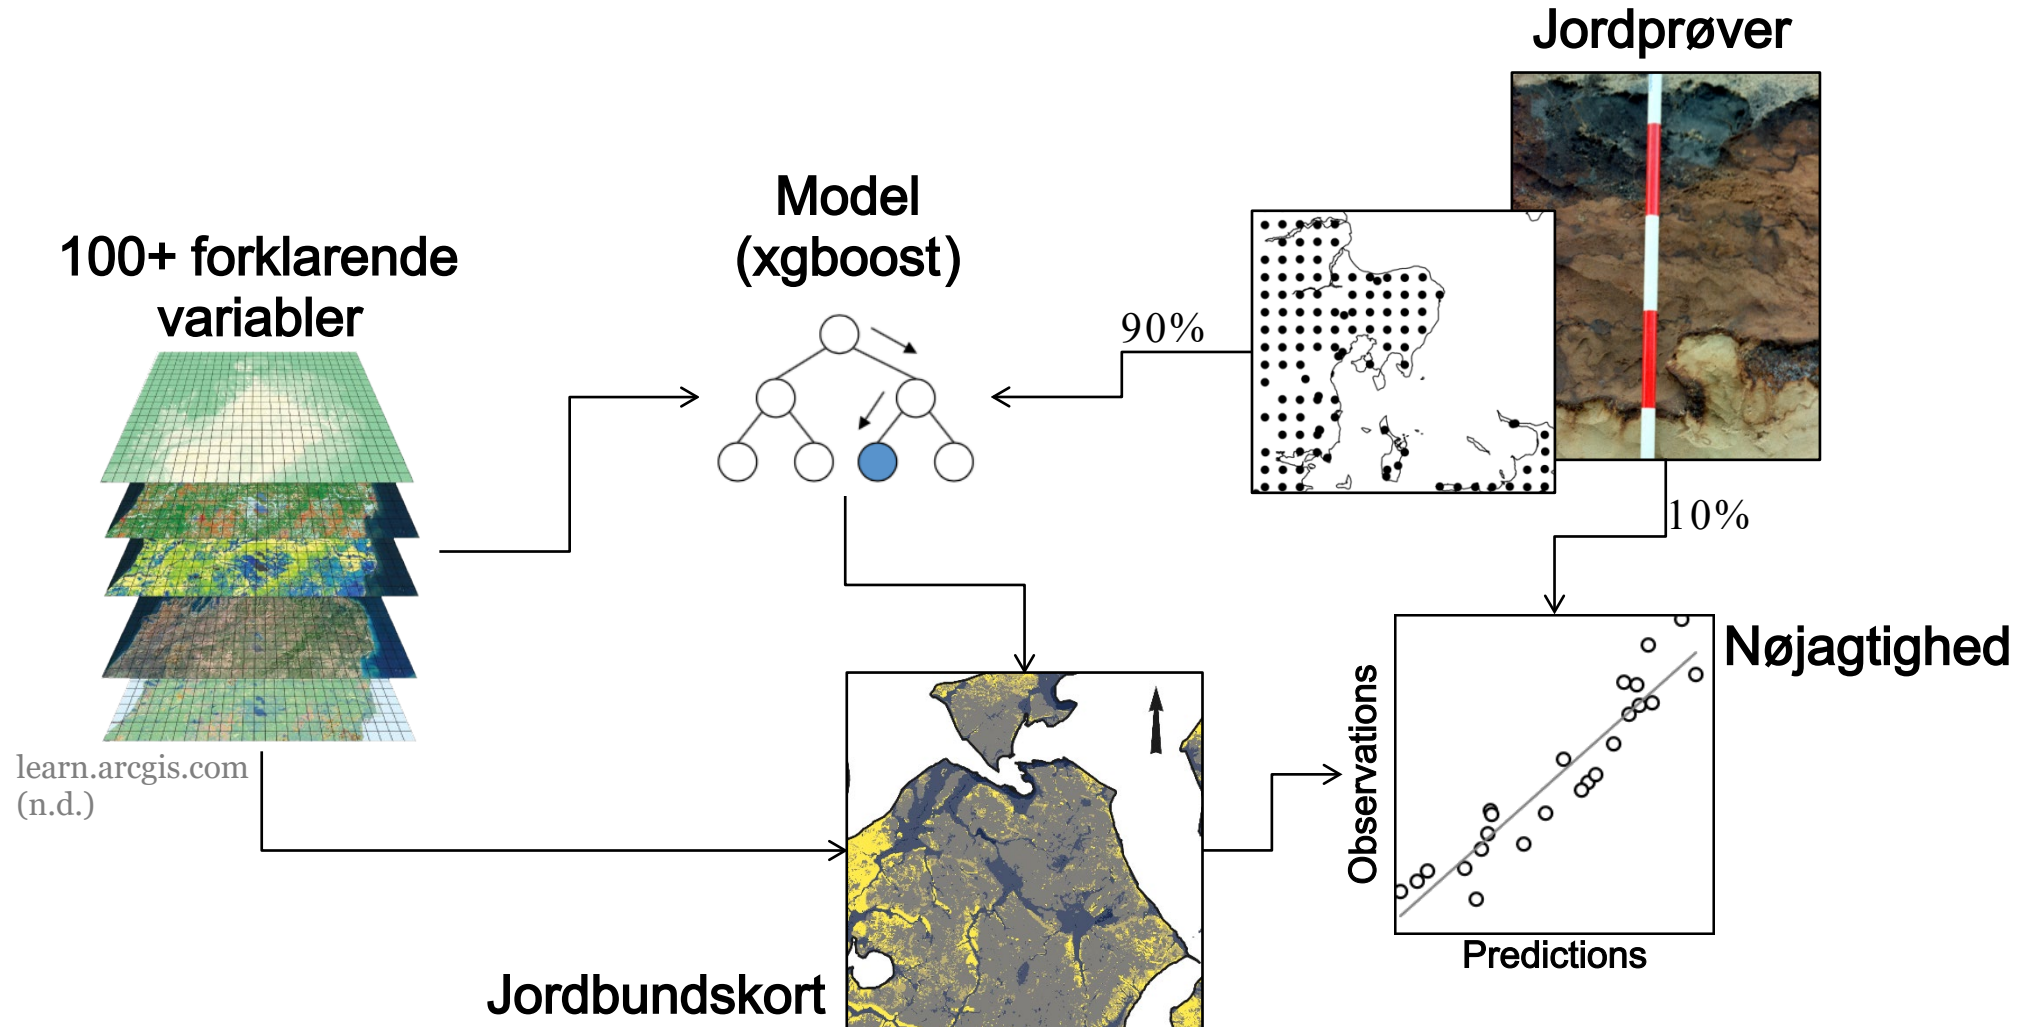 Jordprøver
Model
(xgboost)
100+ forklarende
variabler
90%
10%
learn.arcgis.com
(n.d.)
Nøjagtighed
Observations
Predictions
Jordbundskort